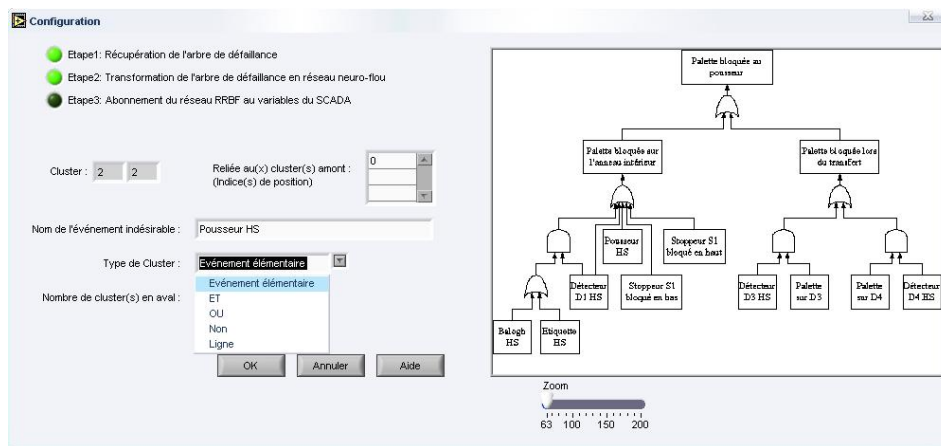 Configuration
Etape1: Récupération de l'arbre de défaillance
Etape2: Transformation de l'arbre de défaillance en réseau neuro-flou
Etape3: Abonnement du réseau RRBF au variables du SCADA
Cluster : 2 2
Reliée au(x) cluster(s) amont :
(Indice(s) de position)
0
Nom de l'événement indésirable : Pousseur HS
Type de Cluster : Evénement élémentaire
Evénement élémentaire
ET
OU
Non
Ligne
Nombre de cluster(s) en aval :
OK Annuler Aide
Palette bloquée au
pousseur
Palette bloquée sur
l'anneau intérieur
Palette bloquée lors
du transfert
Pousseur
HS
Stoppeur S1
bloqué en haut
Détecteur
D1 HS
Stoppeur S1
bloqué en bas
Détecteur
D3 HS
Palette
sur D3
Palette
sur D4
Détecteur
D4 HS
Balogh
HS
Etiquette
HS
Zoom
63 100 150 200